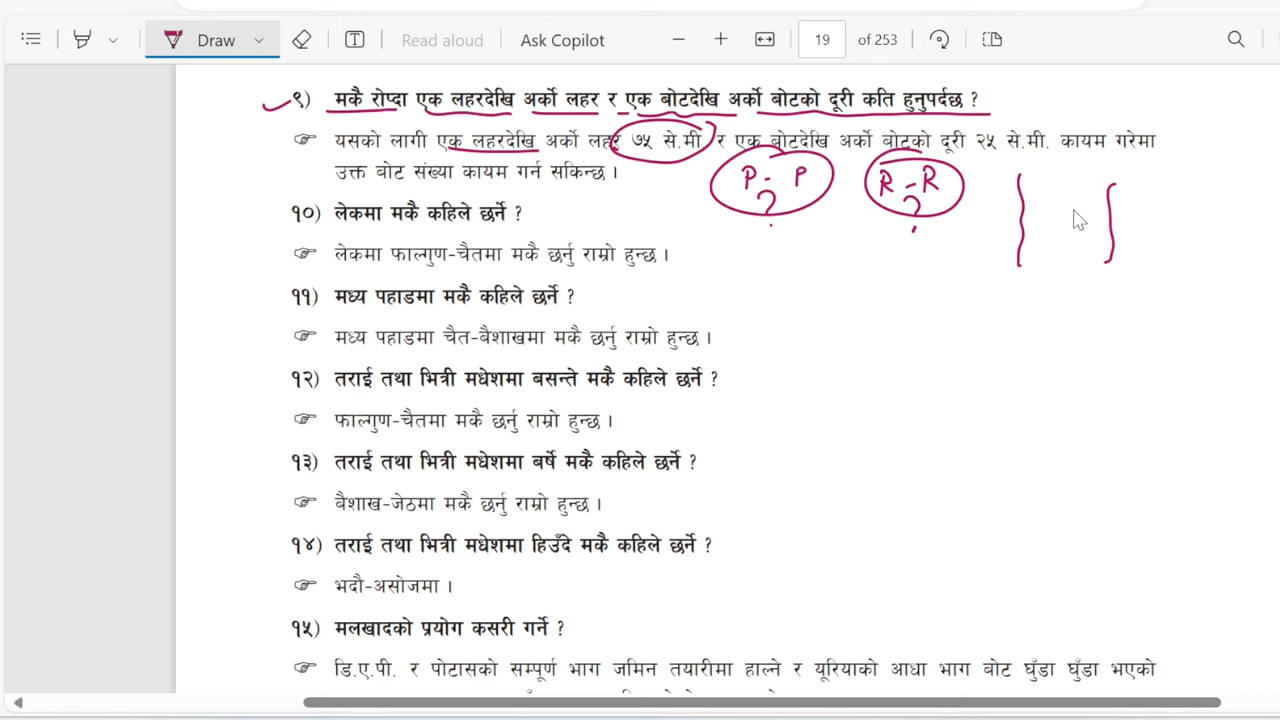 Draw
Read aloud
Ask Copilot
19
of 253
९) मकै रोप्दा एक लहरदेखि अर्को लहर र एक बोटदेखि अर्को बोटको दूरी कति हुनुपर्दछ ?
यसको लागी एक लहरदेखि अर्को लहर ७५ से.मी र एक बोटदेखि अर्को बोटको दूरी २५ से.मी. कायम गरेमा
उक्त बोट संख्या कायम गर्न सकिन्छ ।
P - P
?
R - R
?
१०) लेकमा मकै कहिले छर्ने ?
लेकमा फाल्गुण-चैतमा मकै छर्नु राम्रो हुन्छ ।
११) मध्य पहाडमा मकै कहिले छर्ने ?
मध्य पहाडमा चैत-बैशाखमा मकै छर्नु राम्रो हुन्छ ।
१२) तराई तथा भित्री मधेशमा बसन्ते मकै कहिले छर्ने ?
फाल्गुण-चैतमा मकै छर्नु राम्रो हुन्छ ।
१३) तराई तथा भित्री मधेशमा बर्षे मकै कहिले छर्ने ?
बैशाख-जेठमा मकै छर्नु राम्रो हुन्छ ।
१४) तराई तथा भित्री मधेशमा हिउँदे मकै कहिले छर्ने ?
भदौ-असोजमा ।
१५) मलखादको प्रयोग कसरी गर्ने ?
डि.ए.पी. र पोटासको सम्पूर्ण भाग जमिन तयारीमा हाल्ने र यूरियाको आधा भाग बोट घुँडा घुँडा भएको